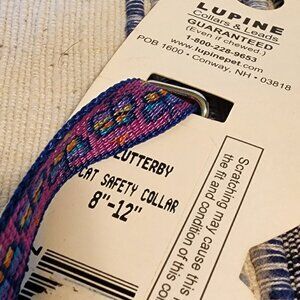 LUPINE
Collars & Leads
GUARANTEED
(Even if chewed.)
1-800-228-9653
www.lupinepet.com
POB 1600 • Conway, NH • 03818
CAT SAFETY COLLAR
8"-12"
Scratching may cause this
the fit and condition of this co